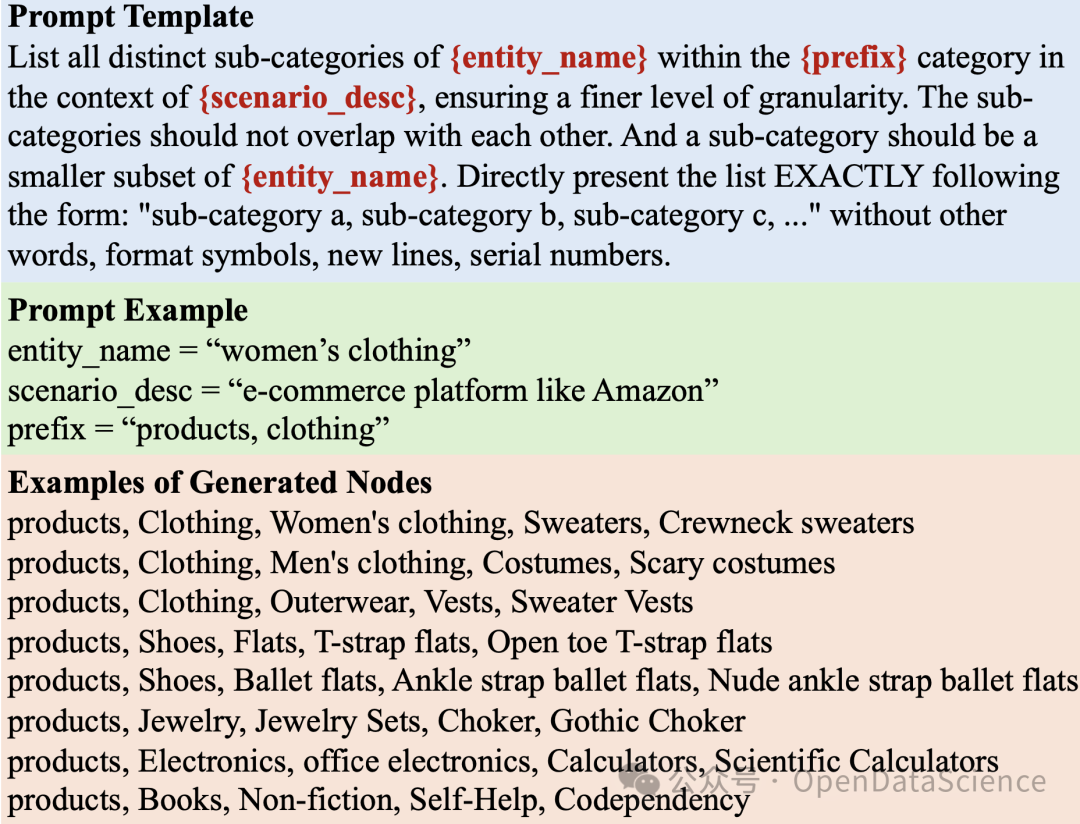 Prompt Template
List all distinct sub-categories of {entity_name} within the {prefix} category in
the context of {scenario_desc}, ensuring a finer level of granularity. The sub-
categories should not overlap with each other. And a sub-category should be a
smaller subset of {entity_name}. Directly present the list EXACTLY following
the form: "sub-category a, sub-category b, sub-category c, ..." without other
words, format symbols, new lines, serial numbers.
Prompt Example
entity_name = “women’s clothing”
scenario_desc = “e-commerce platform like Amazon”
prefix = “products, clothing”
Examples of Generated Nodes
products, Clothing, Women's clothing, Sweaters, Crewneck sweaters
products, Clothing, Men's clothing, Costumes, Scary costumes
products, Clothing, Outerwear, Vests, Sweater Vests
products, Shoes, Flats, T-strap flats, Open toe T-strap flats
products, Shoes, Ballet flats, Ankle strap ballet flats, Nude ankle strap ballet flats
products, Jewelry, Jewelry Sets, Choker, Gothic Choker
products, Electronics, office electronics, Calculators, Scientific Calculators
products, Books, Non-fiction, Self-Help, Codependency
公众号 · OpenDataScience